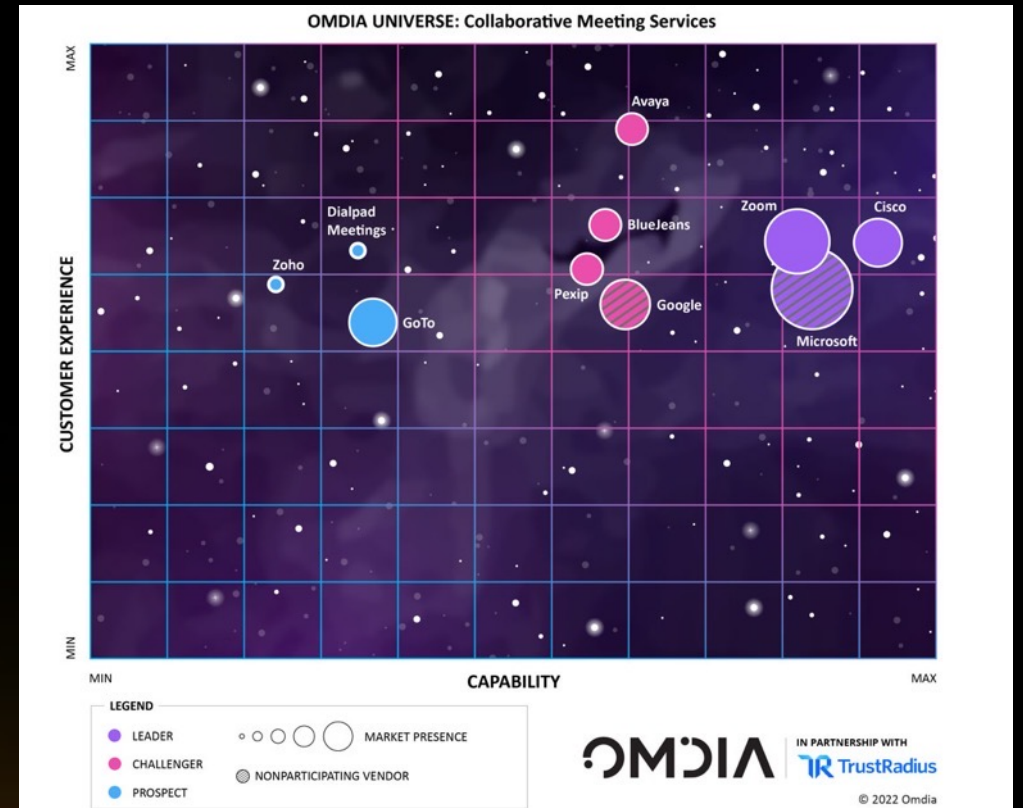 OMDIA UNIVERSE: Collaborative Meeting Services
MAX
CUSTOMER EXPERIENCE
MIN
Avaya
Zoom
Cisco
Dialpad
Meetings
BlueJeans
Zoho
Pexip
Google
GoTo
Microsoft
MIN
CAPABILITY
MAX
LEGEND
LEADER
MARKET PRESENCE
CHALLENGER
NONPARTICIPATING VENDOR
PROSPECT
OMDIA
IN PARTNERSHIP WITH
TR TrustRadius
© 2022 Omdia